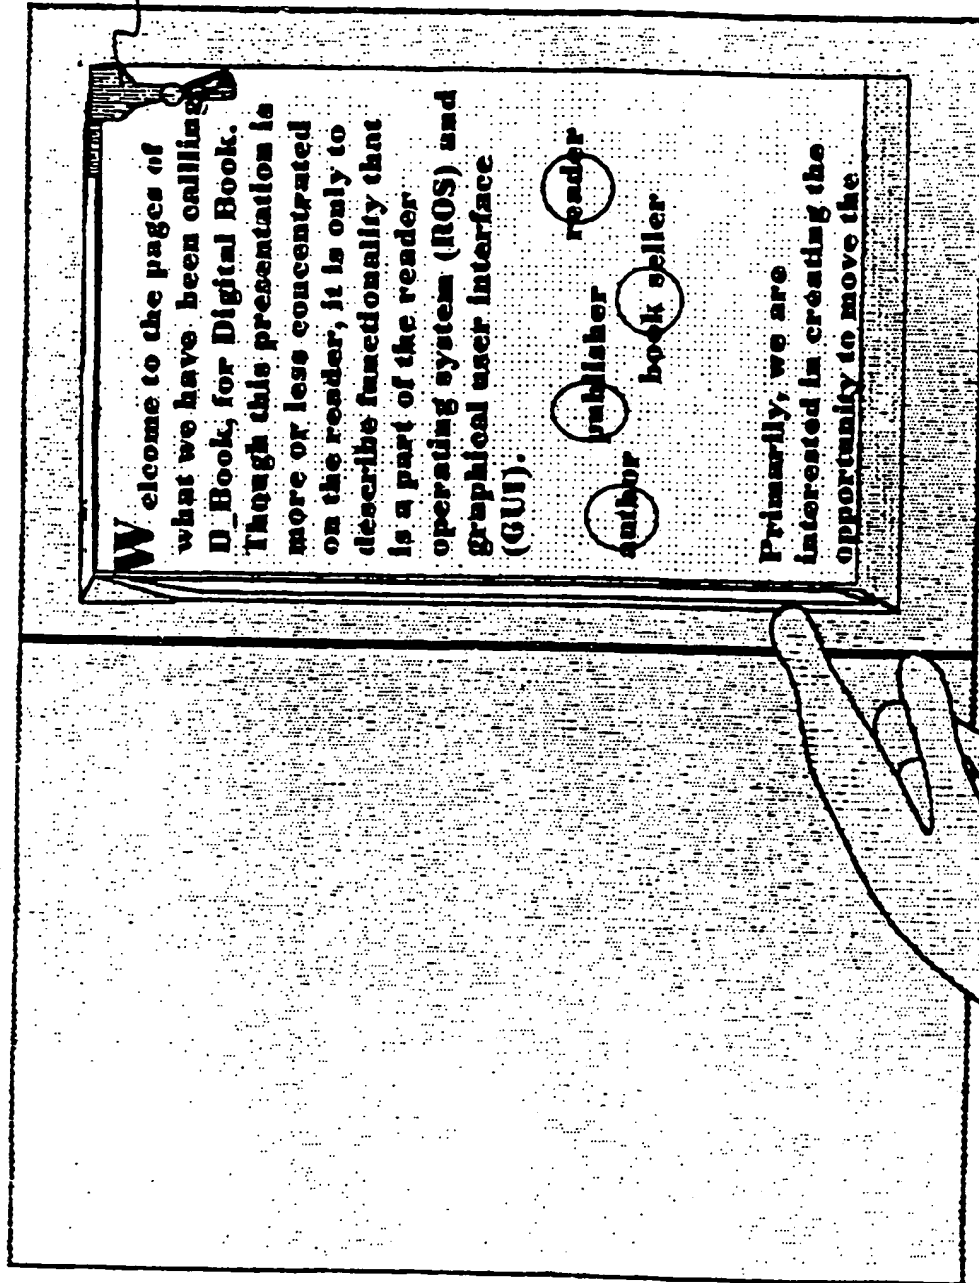 Welcome to the pages of
what we have been calling
D_Book, for Digital Book.
Though this presentation is
more or less concentrated
on the reader, it is only to
describe functionality that
is a part of the reader
operating system (ROS) and
graphical user interface
(GUI).
author
publisher
book seller
reader
Primarily, we are
interested in creating the
opportunity to move the